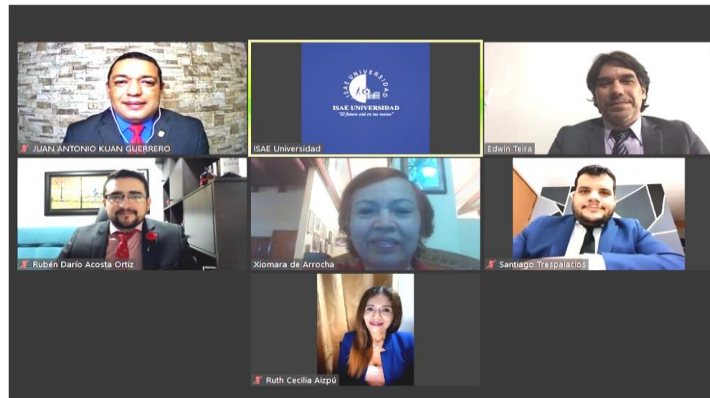 JUAN ANTONIO KUAN GUERRERO
ISAE UNIVERSIDAD
ISAE UNIVERSIDAD
"El futuro está en tus manos"
ISAE Universidad
Edwin Teira
Rubén Darío Acosta Ortiz
Xiomara de Arrocha
Santiago Trespalacios
Ruth Cecilia Aizpú